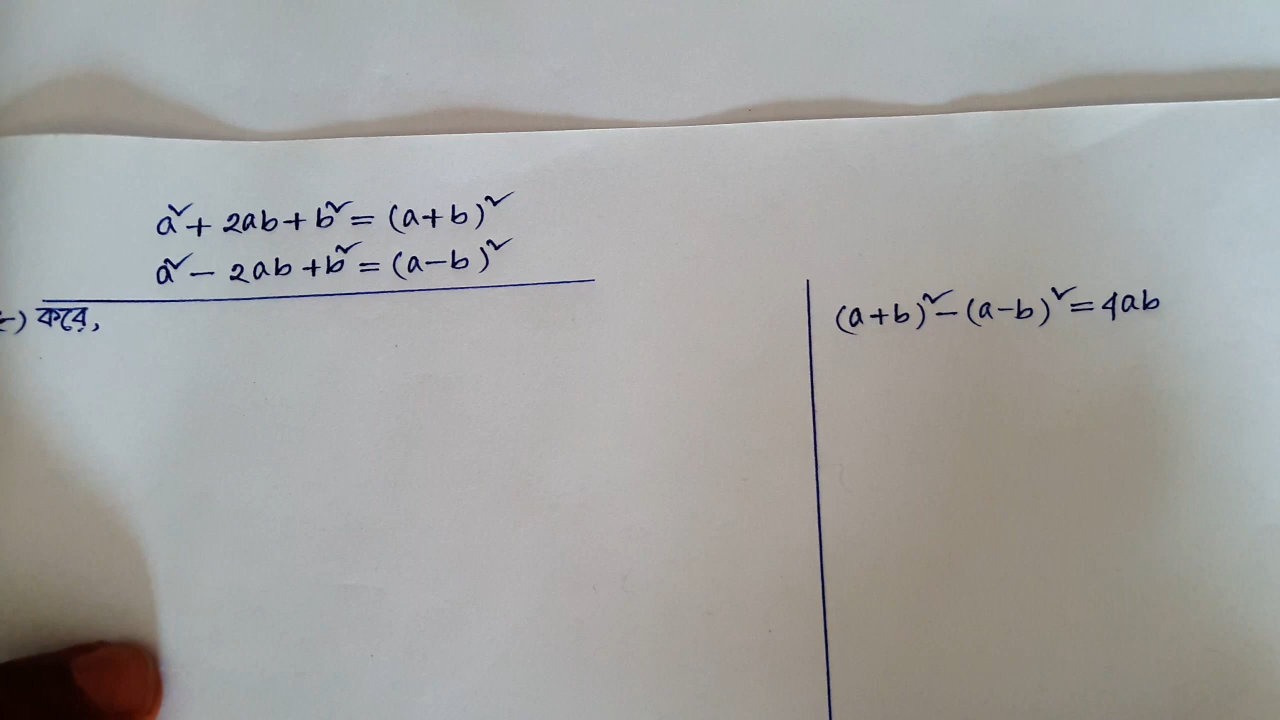 a² + 2ab + b² = (a+b)²
a² - 2ab + b² = (a-b)²
(-) করে,
(a+b)² - (a-b)² = 4ab